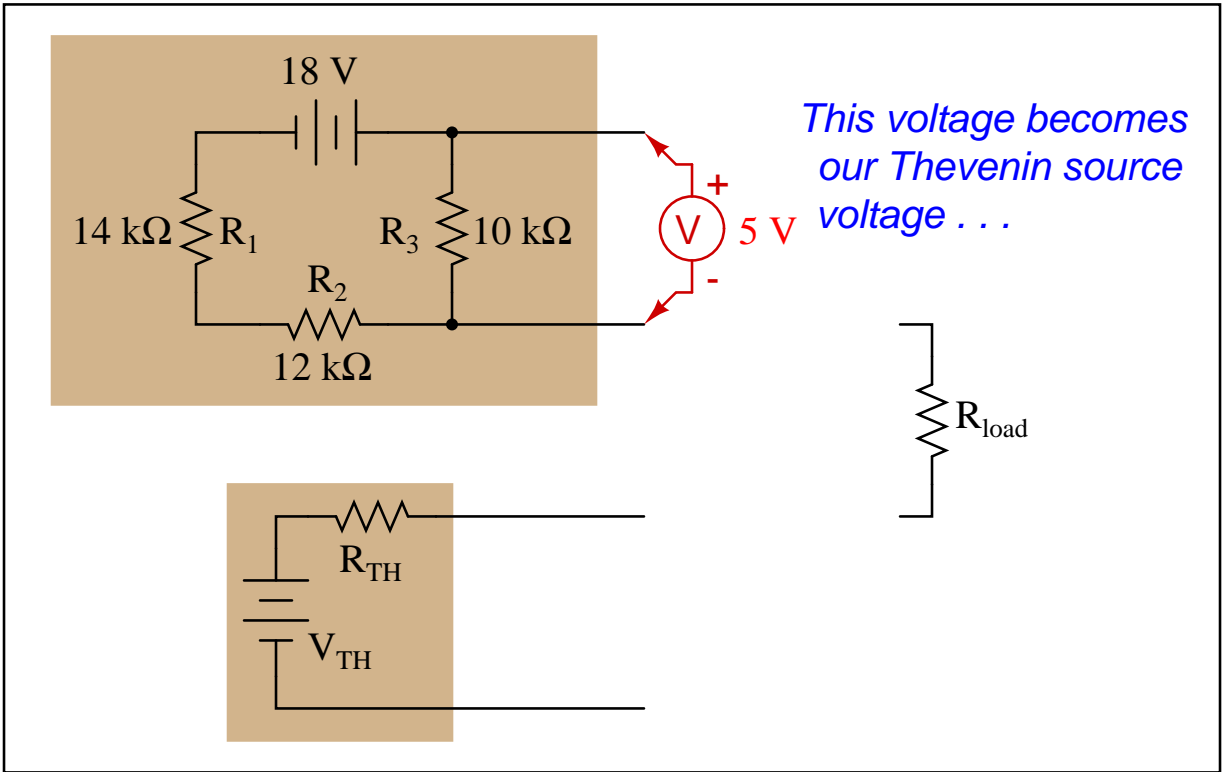 18 V
This voltage becomes
our Thevenin source
voltage . . .
14 kΩ R1 R3 10 kΩ
+
V 5 V
-
R2
12 kΩ
Rload
RTH
VTH